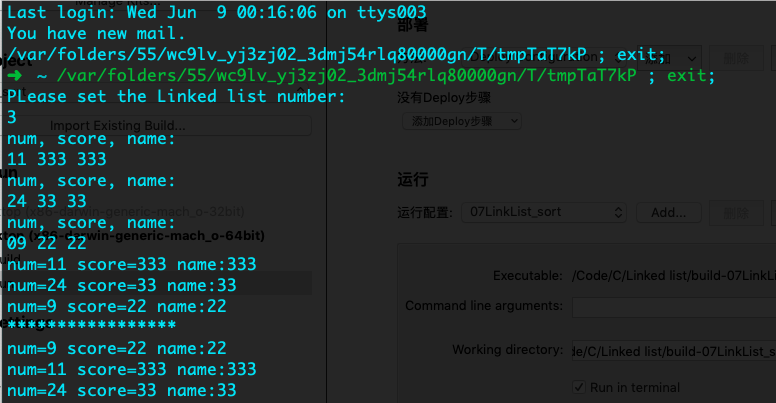 Last login: Wed Jun  9 00:16:06 on ttys003
You have new mail.
/var/folders/55/wc9lv_yj3zj02_3dmj54rlq80000gn/T/tmpTaT7kP ; exit;
➜  ~ /var/folders/55/wc9lv_yj3zj02_3dmj54rlq80000gn/T/tmpTaT7kP ; exit;
PLease set the Linked list number:
3
num, score, name:
11 333 333
num, score, name:
24 33 33
num, score, name:
09 22 22
num=11 score=333 name:333
num=24 score=33 name:33
num=9 score=22 name:22
*****************
num=9 score=22 name:22
num=11 score=333 name:333
num=24 score=33 name:33
Import Existing Build...
(x86-darwin-generic-mach_o-32bit)
(x86-darwin-generic-mach_o-64bit)
部署
添加
删除
没有Deploy步骤
添加Deploy步骤
运行
运行配置: 07LinkList_sort
Add...
删除
Executable: /Code/C/Linked list/build-07LinkLi
Command line arguments:
Working directory: de/C/Linked list/build-07LinkList_s
Run in terminal